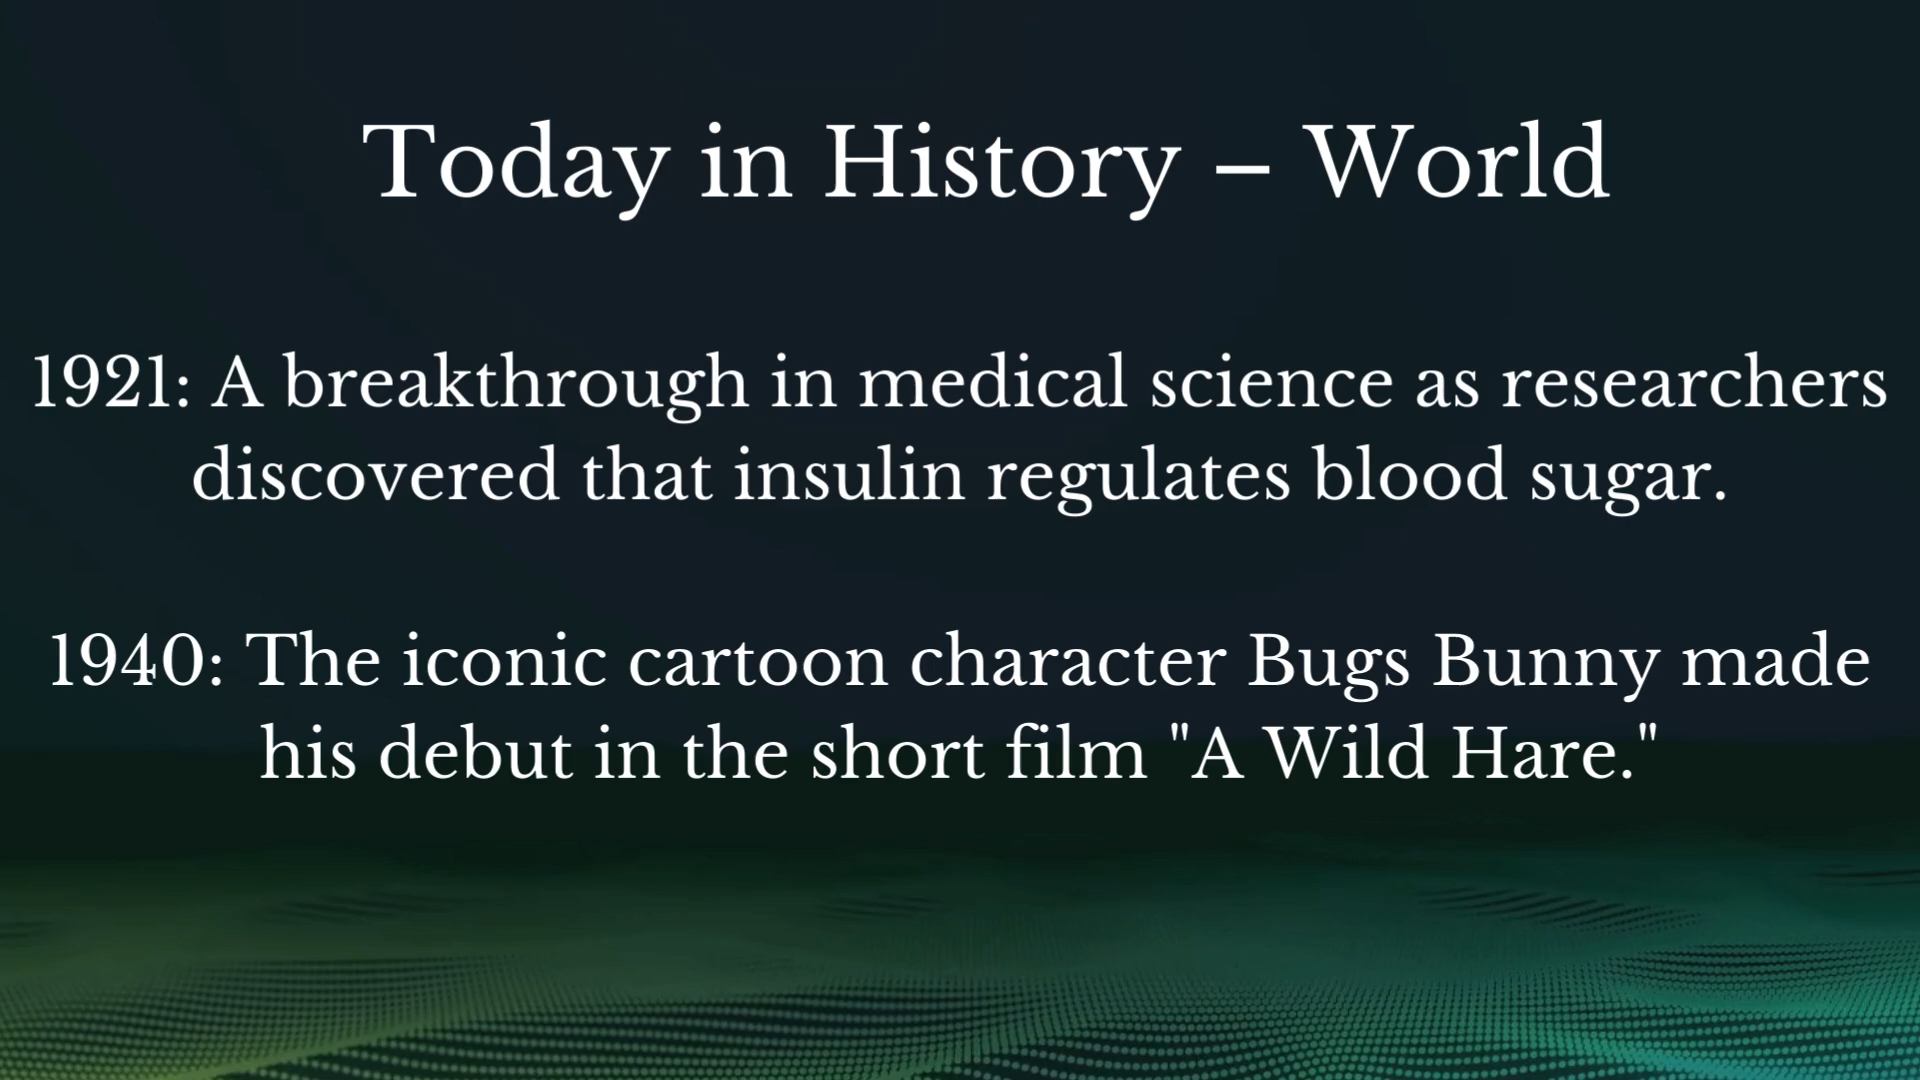 Today in History – World
1921: A breakthrough in medical science as researchers
discovered that insulin regulates blood sugar.
1940: The iconic cartoon character Bugs Bunny made
his debut in the short film "A Wild Hare."